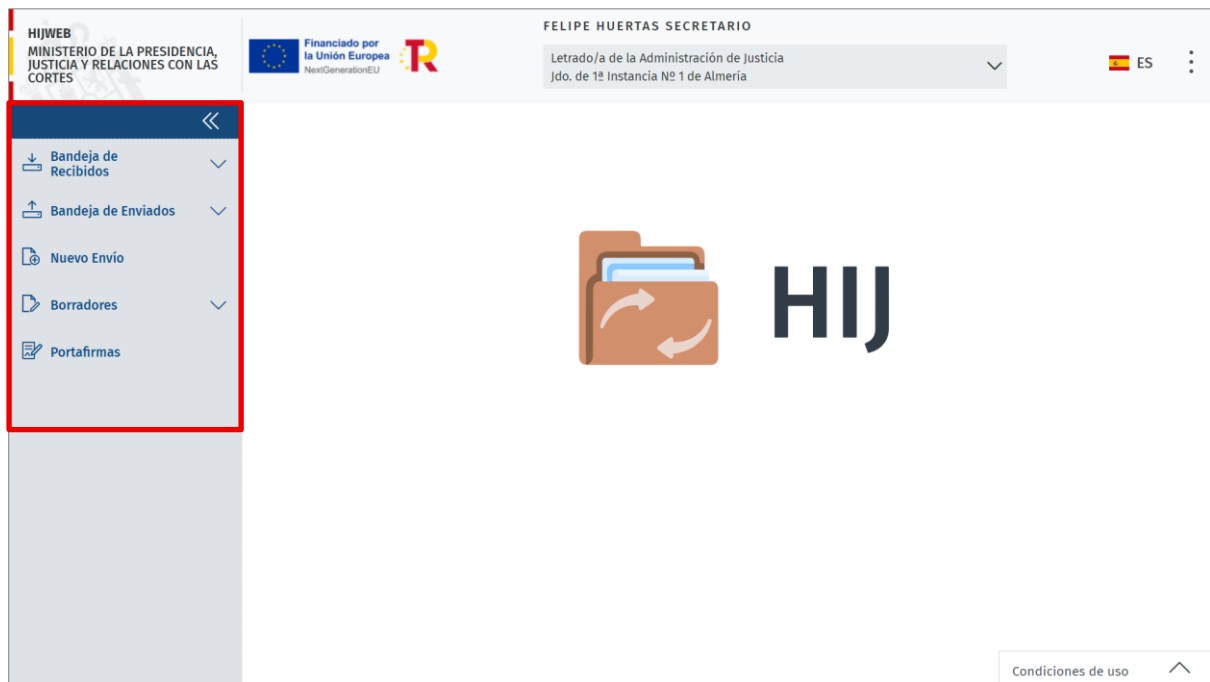 HIJWEB
MINISTERIO DE LA PRESIDENCIA,
JUSTICIA Y RELACIONES CON LAS
CORTES
Financiado por
la Unión Europea
NextGenerationEU
R
FELIPE HUERTAS SECRETARIO
Letrado/a de la Administración de Justicia
Jdo. de 1ª Instancia Nº 1 de Almería
ES
Bandeja de
Recibidos
Bandeja de Enviados
Nuevo Envío
Borradores
Portafirmas
HIJ
Condiciones de uso